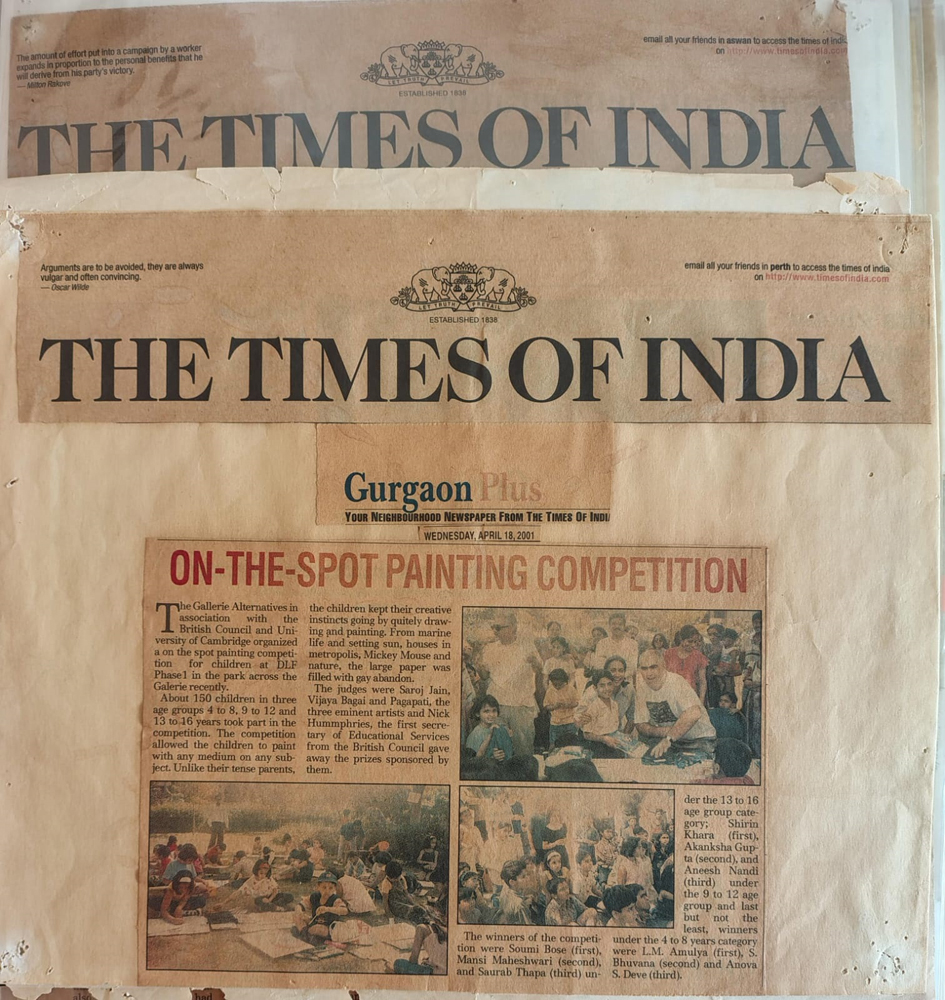 The amount of effort put into a campaign by a worker
expands in proportion to the personal benefits that he
will derive from his party's victory.
— Milton Rakove
email all your friends in aswan to access the times of indi
on http://www.timesofindia.com
LET TRUTH PREVAIL
ESTABLISHED 1838
THE TIMES OF INDIA
Arguments are to be avoided, they are always
vulgar and often convincing.
— Oscar Wilde
email all your friends in perth to access the times of india
on http://www.timesofindia.com
LET TRUTH PREVAIL
ESTABLISHED 1838
THE TIMES OF INDIA
Gurgaon Plus
YOUR NEIGHBOURHOOD NEWSPAPER FROM THE TIMES OF INDI
WEDNESDAY, APRIL 18, 2001
ON-THE-SPOT PAINTING COMPETITION
The Gallerie Alternatives in
association with the
British Council and Uni-
versity of Cambridge organized
a on the spot painting competi-
tion for children at DLF
Phase1 in the park across the
Galerie recently.
About 150 children in three
age groups 4 to 8, 9 to 12 and
13 to 16 years took part in the
competition. The competition
allowed the children to paint
with any medium on any sub-
ject. Unlike their tense parents,
the children kept their creative
instincts going by quitely draw-
ing and painting. From marine
life and setting sun, houses in
metropolis, Mickey Mouse and
nature, the large paper was
filled with gay abandon.
The judges were Saroj Jain,
Vijaya Bagai and Pagapati, the
three eminent artists and Nick
Hummphries, the first secre-
tary of Educational Services
from the British Council gave
away the prizes sponsored by
them.
The winners of the competi-
tion were Soumi Bose (first),
Mansi Maheshwari (second),
and Saurab Thapa (third) un-
der the 13 to 16
age group cate-
gory; Shirin
Khara (first),
Akanksha Gup-
ta (second), and
Aneesh Nandi
(third) under
the 9 to 12 age
group and last
but not the
least, winners
under the 4 to 8 years category
were L.M. Amulya (first), S.
Bhuvana (second) and Anova
S. Deve (third).
had